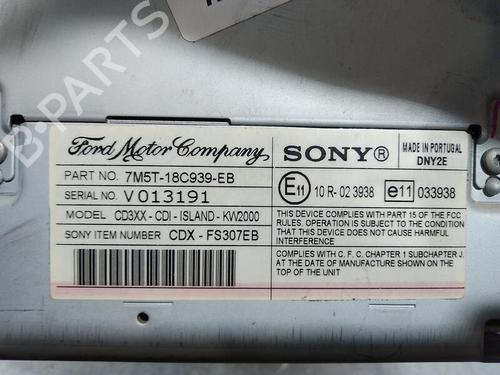 B-PARTS
Ford Motor Company
PART NO. 7M5T-18C939-EB
SERIAL NO. V013191
MODEL CD3XX - CDI - ISLAND - KW2000
SONY ITEM NUMBER CDX - FS307EB
SONY®
MADE IN PORTUGAL
DNY2E
E11 10 R- 02 3938 e11 033938
THIS DEVICE COMPLIES WITH PART 15 OF THE FCC
RULES. OPERATION IS SUBJECT TO THE CONDITION
THAT THIS DEVICE DOES NOT CAUSE HARMFUL
INTERFERENCE
COMPLIES WITH C. F. C. CHAPTER 1 SUBCHAPTER J.
AT THE DATE OF MANUFACTURE AS STAMPED ON THE
TOP OF THE UNIT